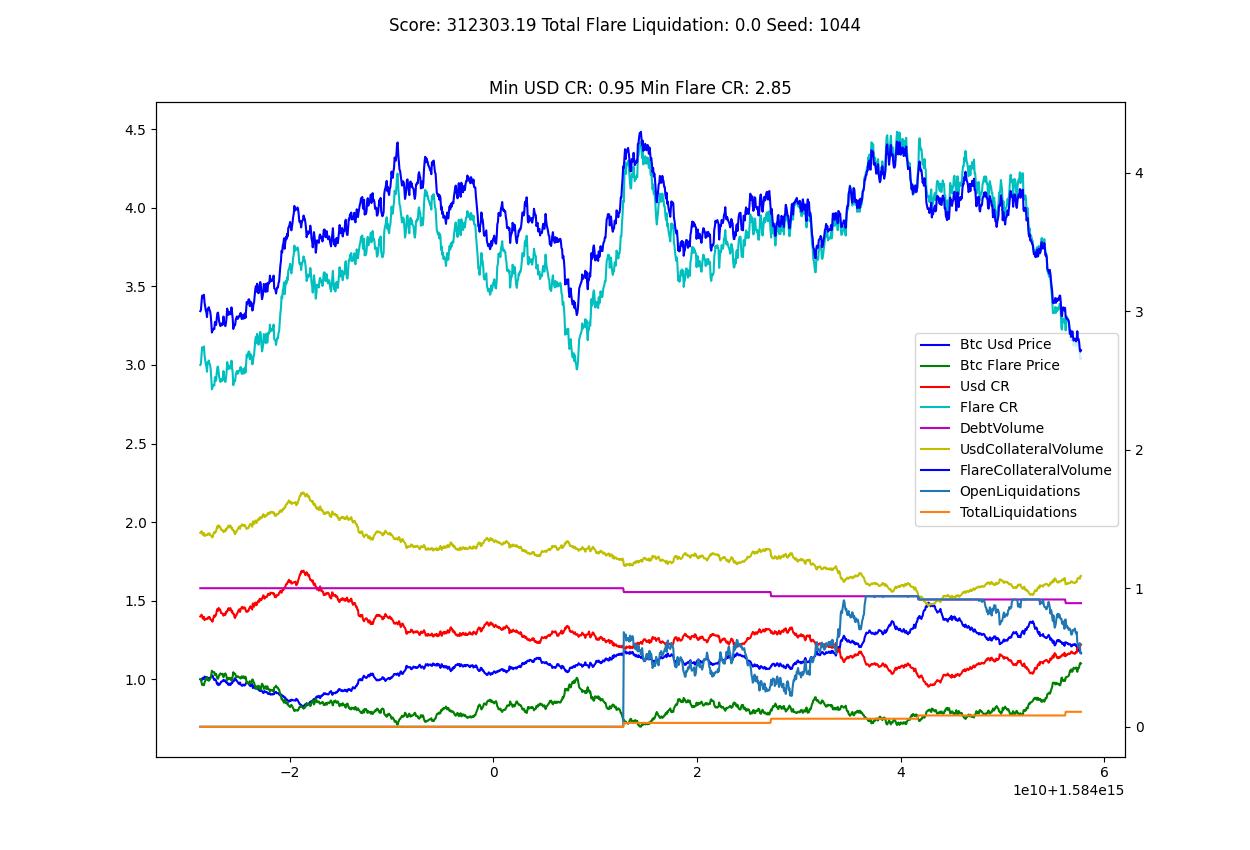 Score: 312303.19 Total Flare Liquidation: 0.0 Seed: 1044
Min USD CR: 0.95 Min Flare CR: 2.85
4.5
4.0
3.5
3.0
2.5
2.0
1.5
1.0
4
3
2
1
0
Btc Usd Price
Btc Flare Price
Usd CR
Flare CR
DebtVolume
UsdCollateralVolume
FlareCollateralVolume
OpenLiquidations
TotalLiquidations
−2 0 2 4 6
1e10+1.584e15